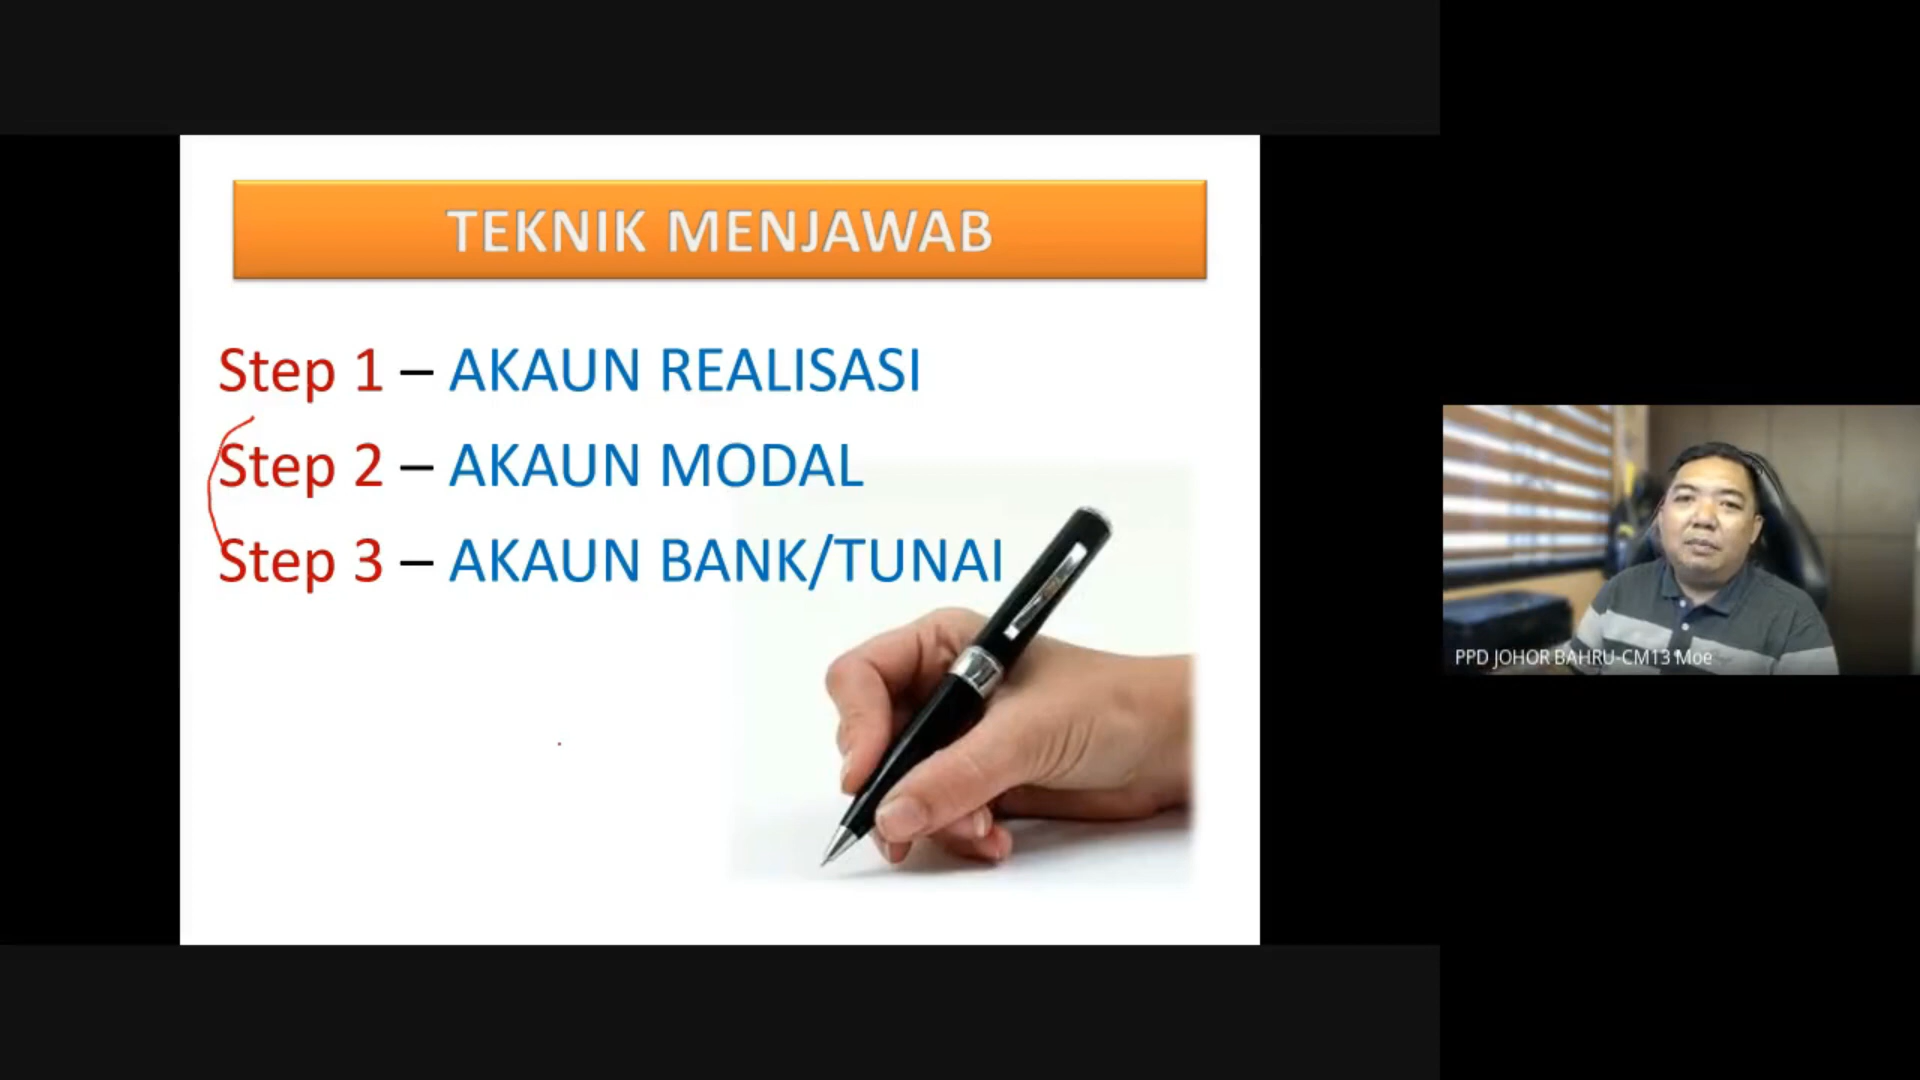 TEKNIK MENJAWAB
Step 1 – AKAUN REALISASI
Step 2 – AKAUN MODAL
Step 3 – AKAUN BANK/TUNAI
PPD JOHOR BAHRU-CM13 Moe